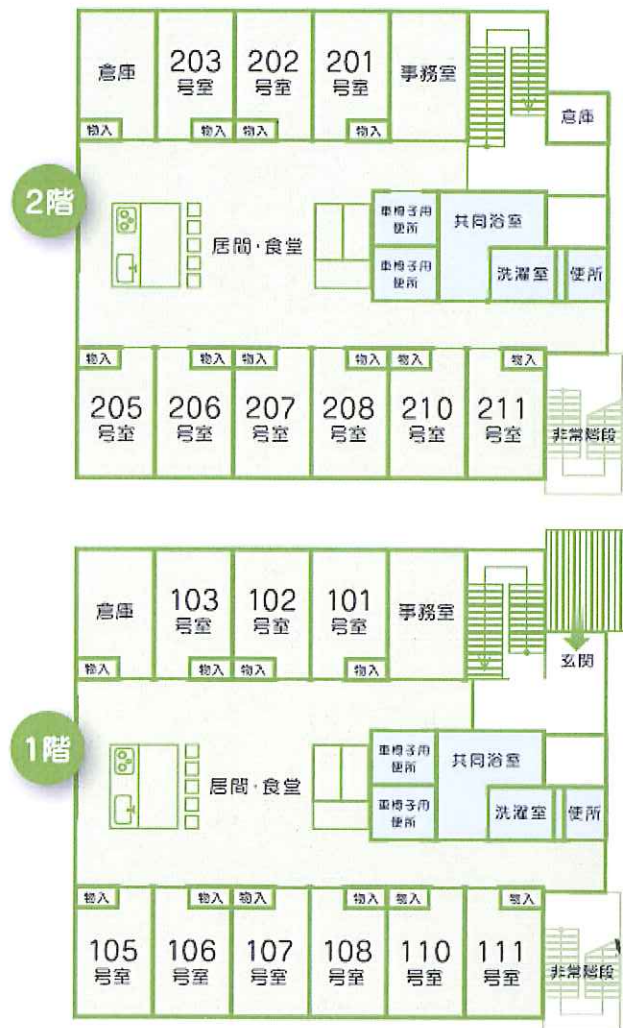 倉庫
203
号室
202
号室
201
号室
事務室
倉庫
物入
物入
物入
物入
2階
居間・食堂
車椅子用
便所
車椅子用
便所
共同浴室
洗濯室
便所
物入
物入
物入
物入
物入
物入
205
号室
206
号室
207
号室
208
号室
210
号室
211
号室
非常階段
倉庫
103
号室
102
号室
101
号室
事務室
玄関
物入
物入
物入
物入
1階
居間・食堂
車椅子用
便所
車椅子用
便所
共同浴室
洗濯室
便所
物入
物入
物入
物入
物入
物入
105
号室
106
号室
107
号室
108
号室
110
号室
111
号室
非常階段